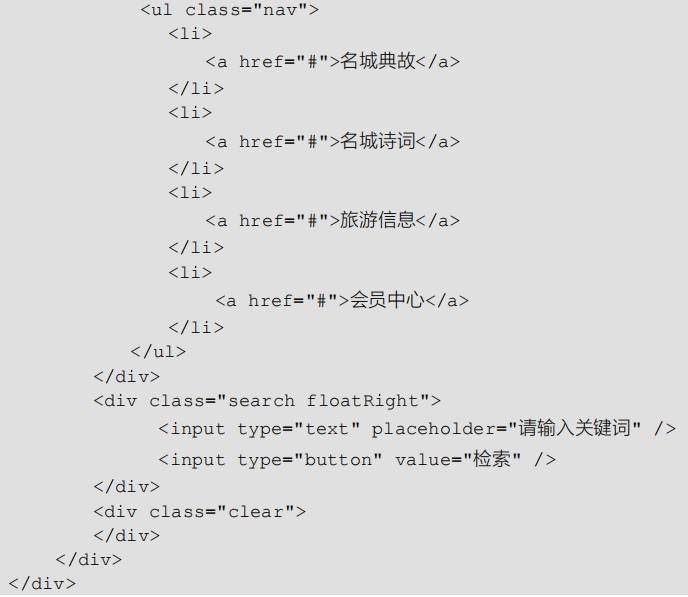 <ul class="nav">
<li>
<a href="#">名城典故</a>
</li>
<li>
<a href="#">名城诗词</a>
</li>
<li>
<a href="#">旅游信息</a>
</li>
<li>
<a href="#">会员中心</a>
</li>
</ul>
</div>
<div class="search floatRight">
<input type="text" placeholder="请输入关键词" />
<input type="button" value="检索" />
</div>
<div class="clear">
</div>
</div>
</div>